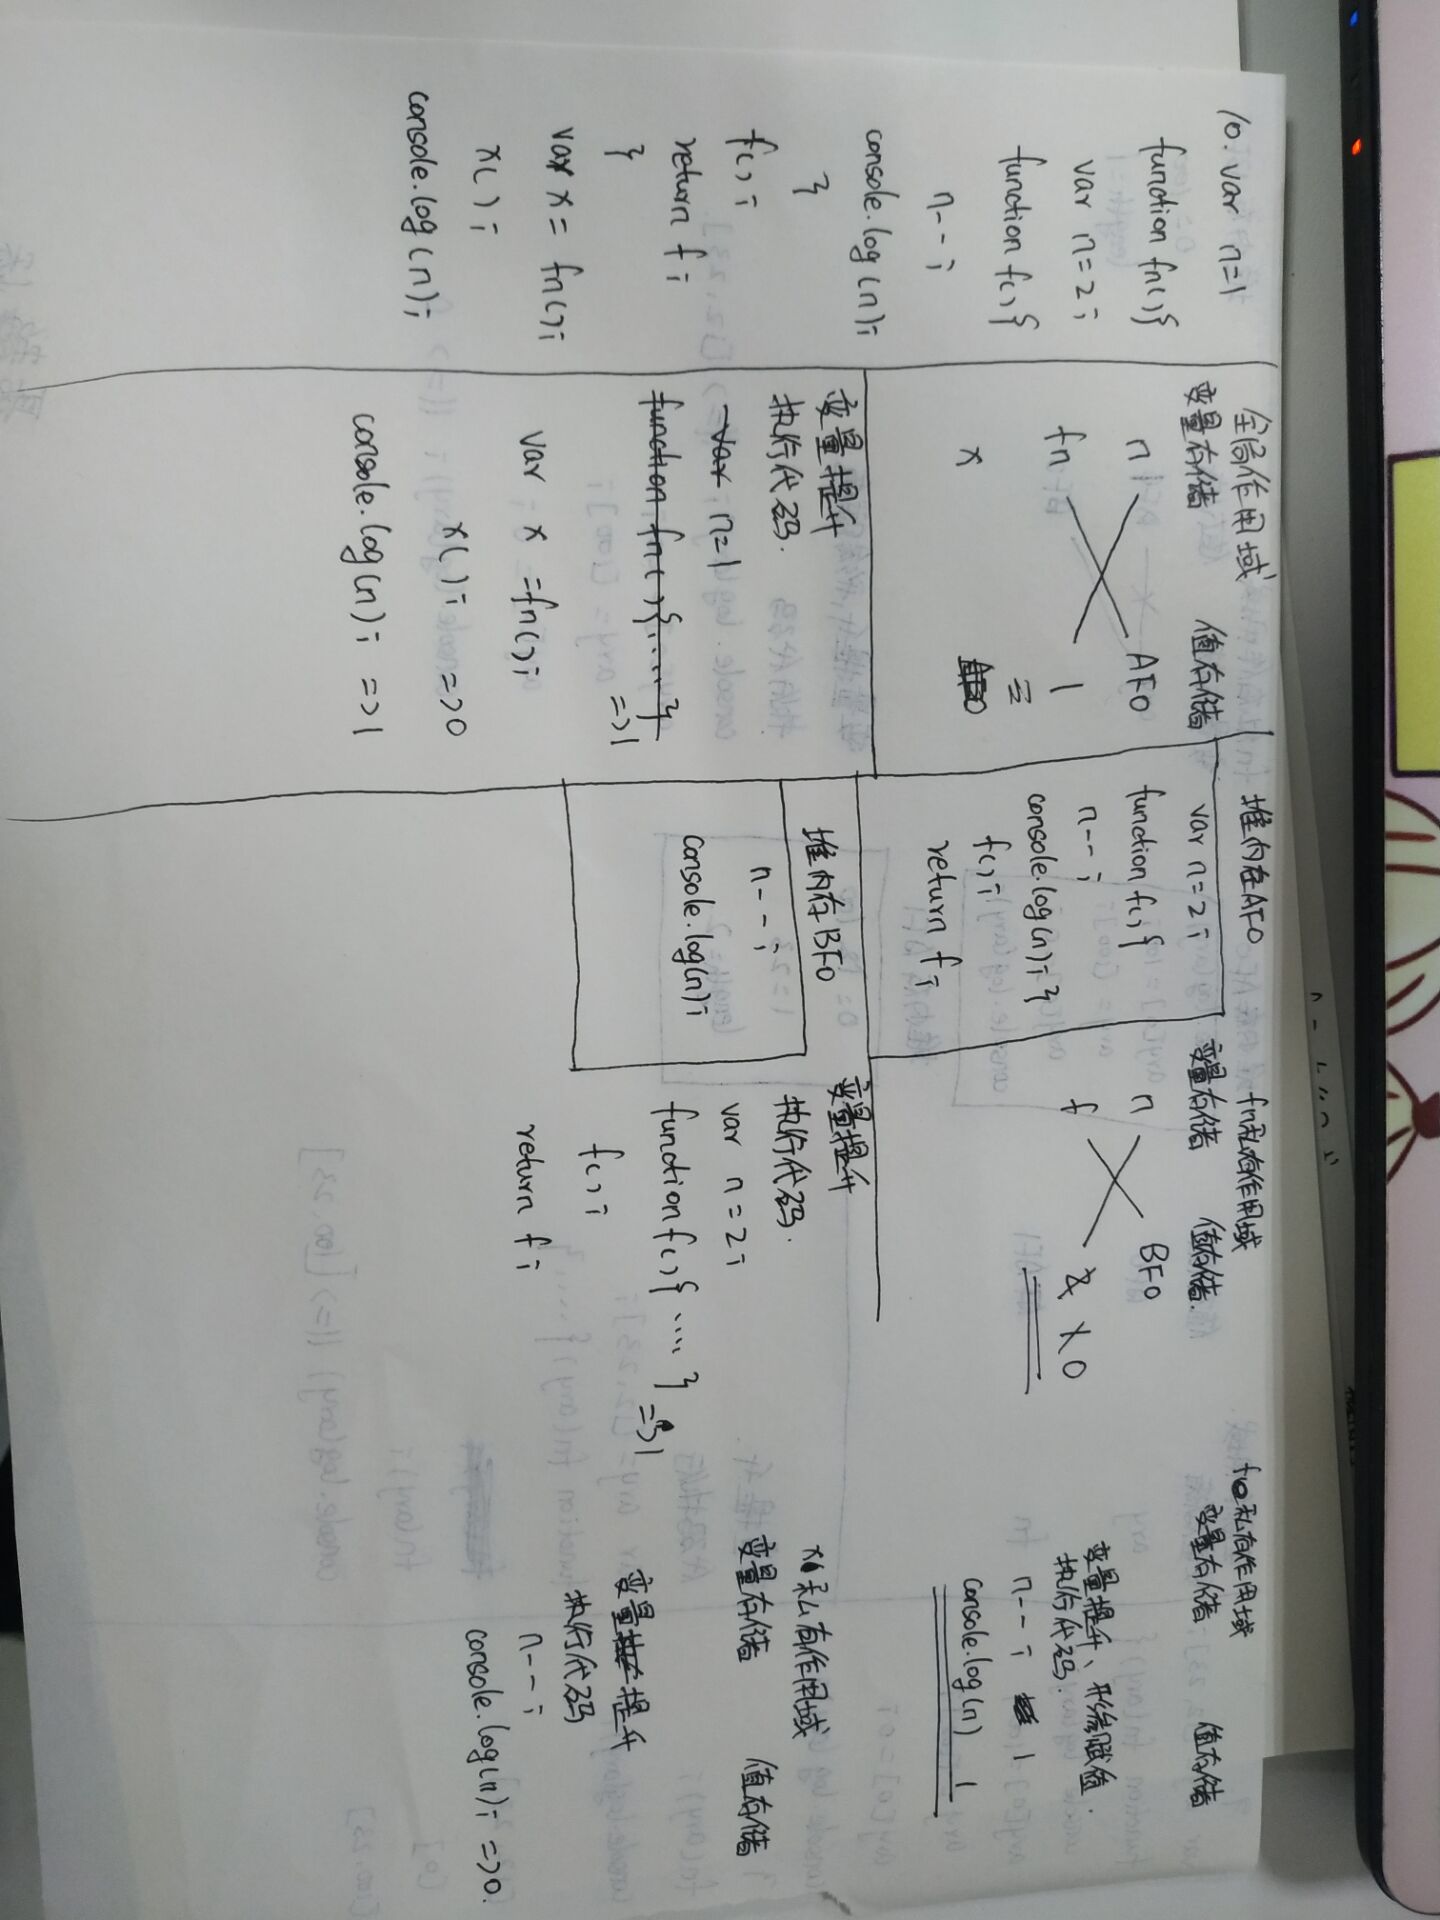 10. var n=1
function fn(){
var n=2;
function f(){
n--;
console.log(n);
}
f();
return f;
}
var x = fn();
x();
console.log(n);
全局作用域
变量存储 值存储
n AFO
fn 1
x
变量提升
执行代码.
var n=1
function fn(){....} =>1
var x =fn();
x(); =>0
console.log(n); =>1
堆内存AFO
var n=2;
function f(){
n--;
console.log(n);}
f();
return f;
堆内存BFO
n--;
console.log(n);
fn私有作用域
变量存储 值存储.
n BFO
f 2 1 0
变量提升
执行代码.
var n=2;
function f(){....} =>1
f();
return f;
f私有作用域
变量存储 值存储
变量提升、形参赋值.
执行代码.
n--; 1
console.log(n) 1
x私有作用域
变量存储 值存储
变量提升
执行代码
n--;
console.log(n); =>0.